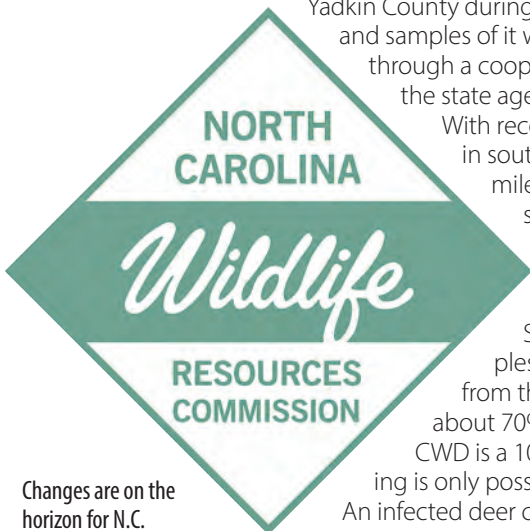 Yadkin County during
and samples of it w
through a coop
the state age
With rec
in sout
mile
s
S
ples
from th
about 70%
CWD is a 10
ing is only poss
An infected deer c
NORTH
CAROLINA
Wildlife
RESOURCES
COMMISSION
Changes are on the
horizon for N.C.